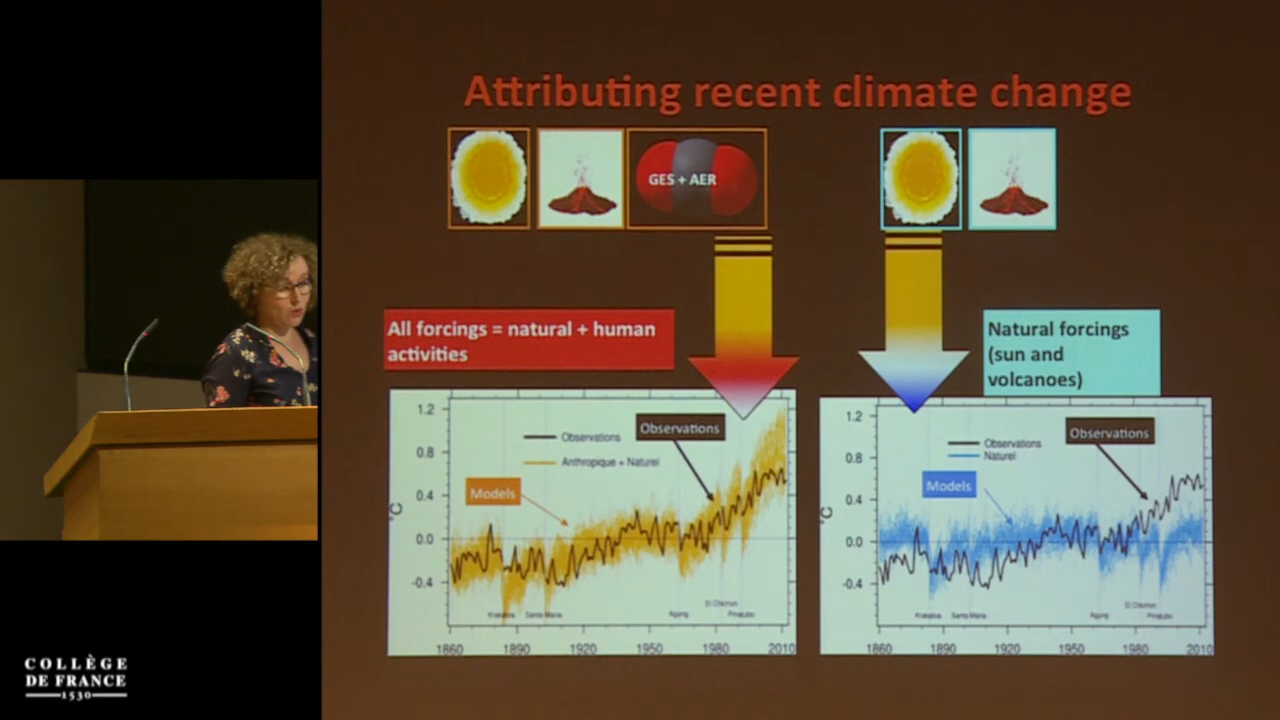 Attributing recent climate change
GES + AER
All forcings = natural + human
activities
Natural forcings
(sun and
volcanoes)
1.2
0.8
0.4
0.0
-0.4
°C
Observations
Anthropique + Naturel
Observations
Models
Krakatoa
Santa Maria
Agung
El Chichon
Pinatubo
1860
1890
1920
1950
1980
2010
1.2
0.8
0.4
0.0
-0.4
°C
Observations
Naturel
Observations
Models
Krakatoa
Santa Maria
Agung
El Chichon
Pinatubo
1860
1890
1920
1950
1980
2010
COLLÈGE
DE FRANCE
1530